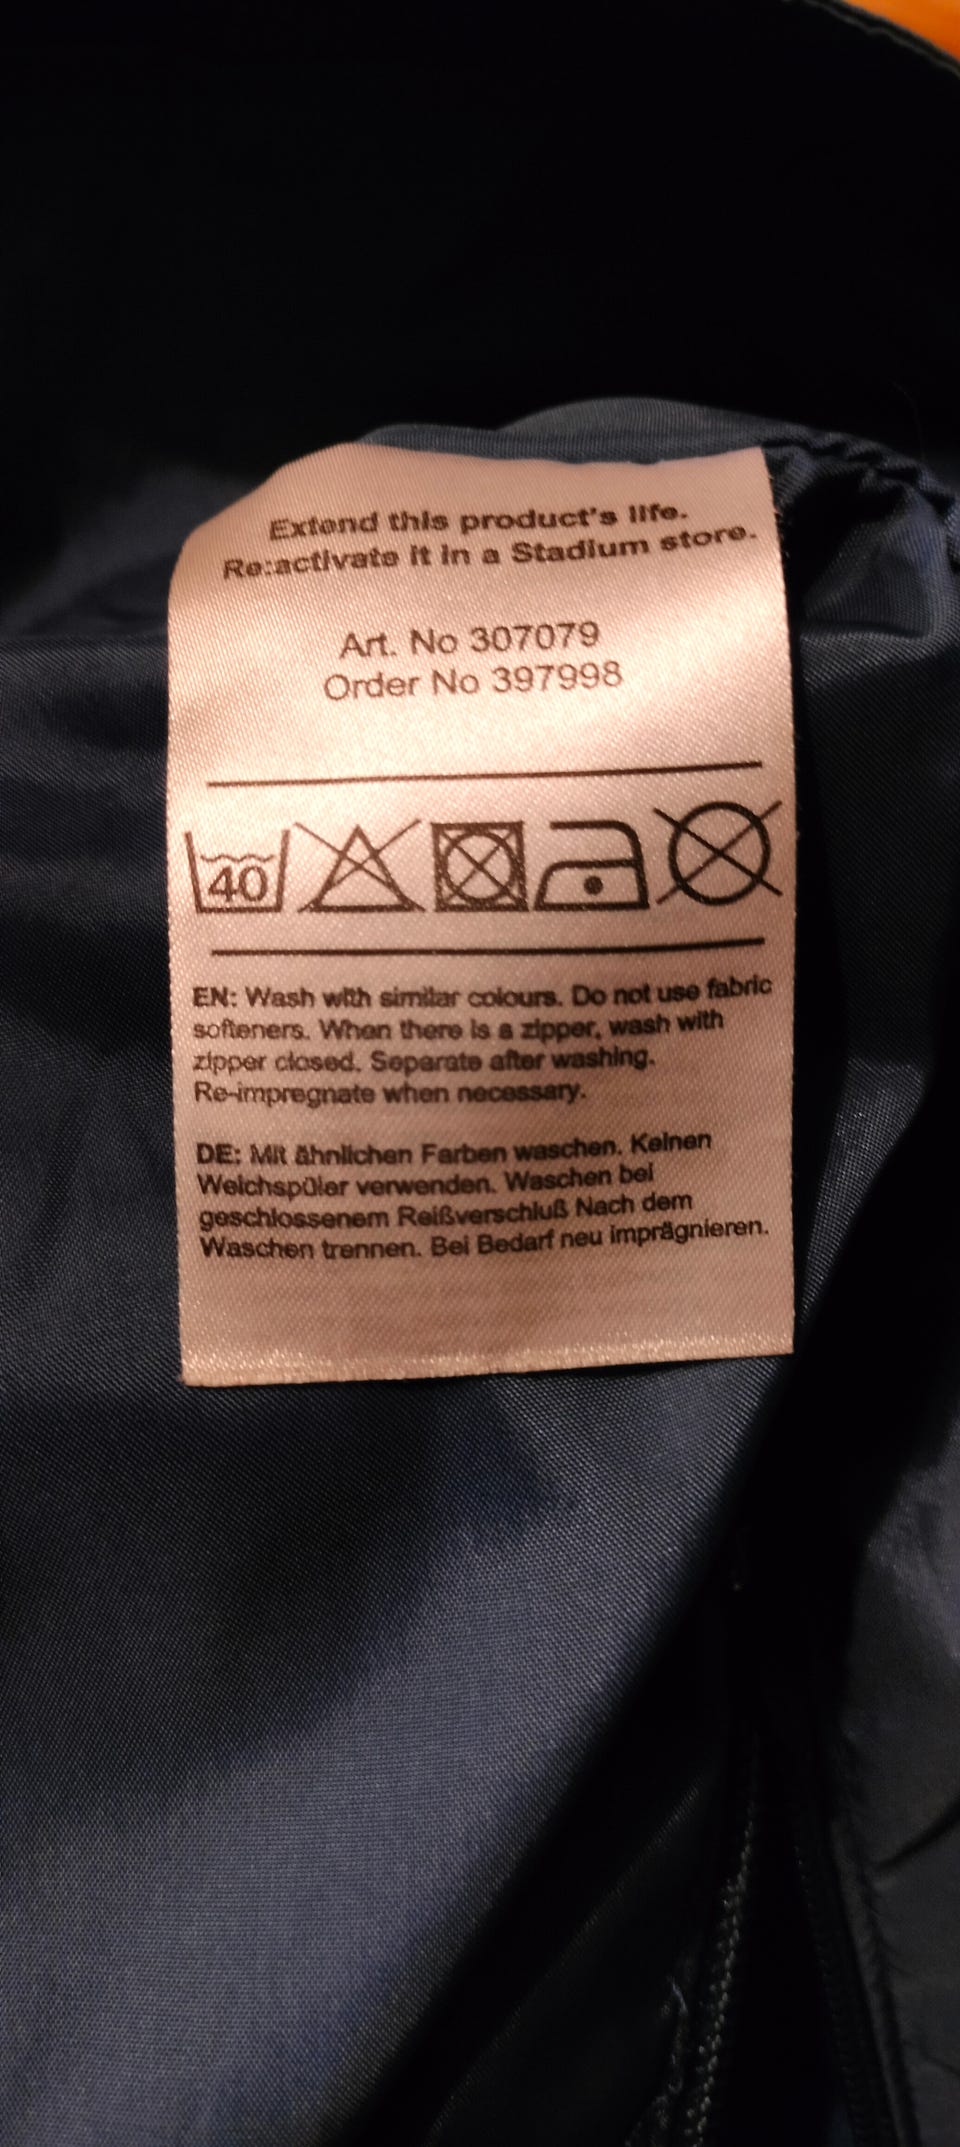 Extend this product's life.
Re:activate it in a Stadium store.
Art. No 307079
Order No 397998
40
EN: Wash with similar colours. Do not use fabric
softeners. When there is a zipper, wash with
zipper closed. Separate after washing.
Re-impregnate when necessary.
DE: Mit ähnlichen Farben waschen. Keinen
Weichspüler verwenden. Waschen bei
geschlossenem Reißverschluß Nach dem
Waschen trennen. Bei Bedarf neu imprägnieren.